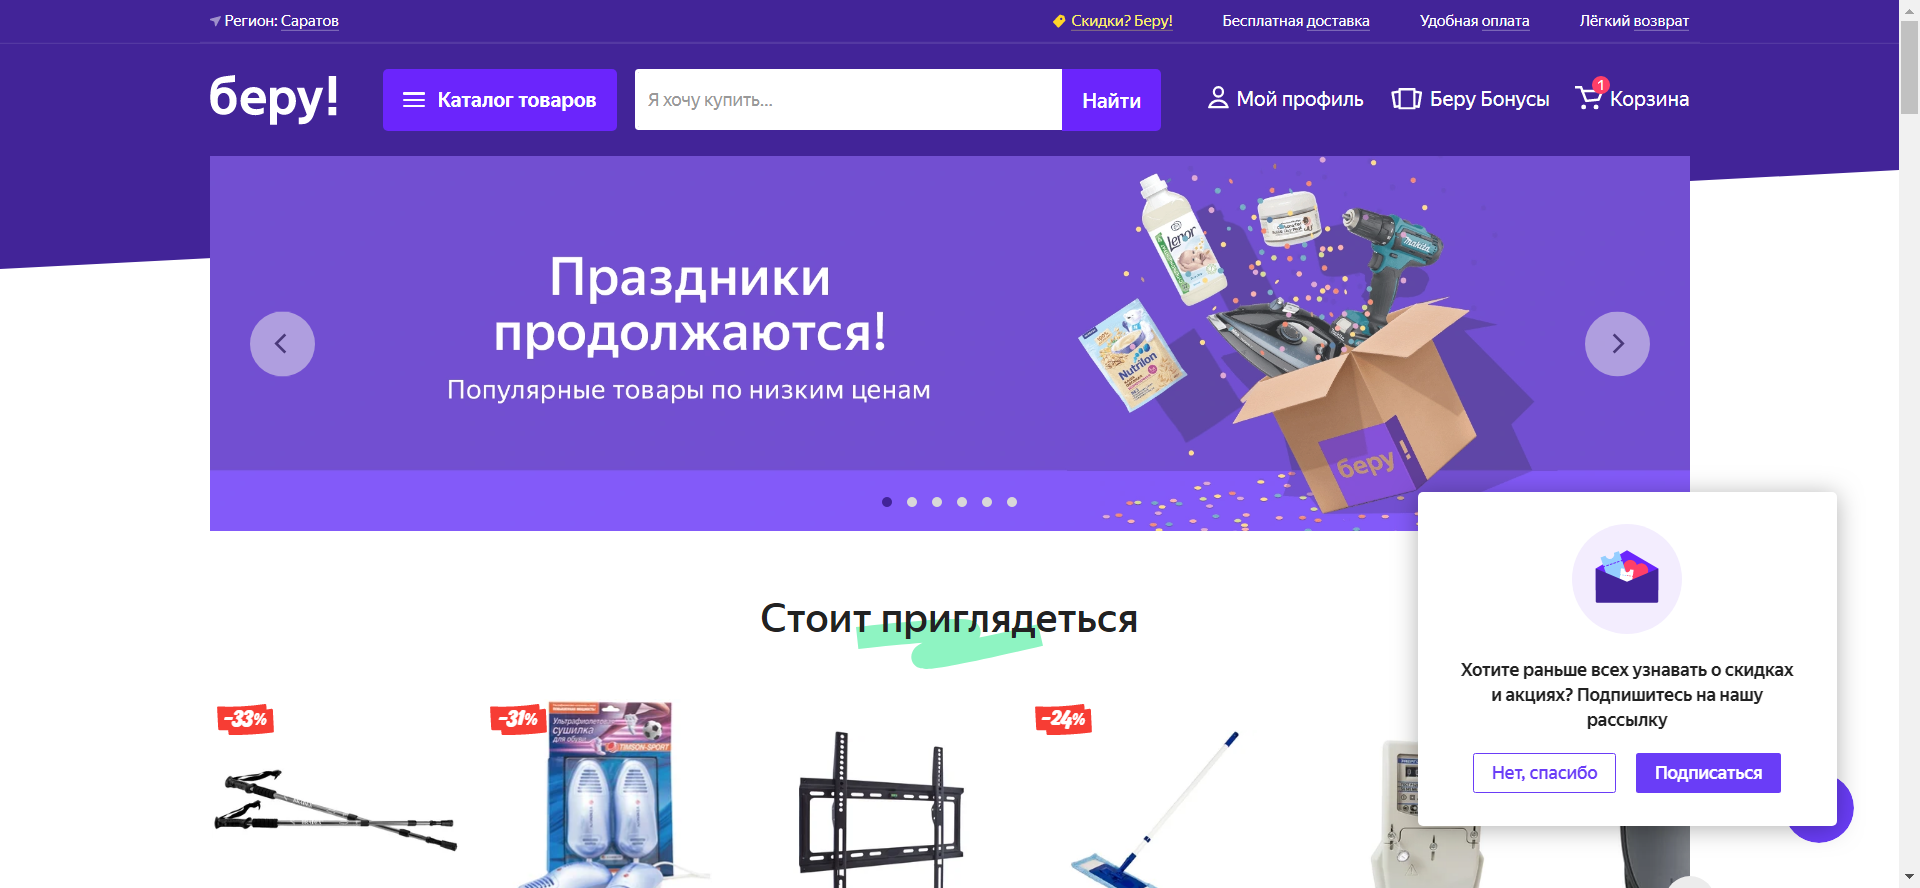 Регион: Саратов
Скидки? Беру!
Бесплатная доставка
Удобная оплата
Лёгкий возврат
беру!
Каталог товаров
Я хочу купить...
Найти
Мой профиль
Беру Бонусы
1
Корзина
Праздники
продолжаются!
Популярные товары по низким ценам
Lenor
makita
Nutrilon
беру!
Стоит приглядеться
-33%
-31%
Ультрафиолетовая
сушилка
для обуви
TIMSON-SPORT
-24%
Хотите раньше всех узнавать о скидках
и акциях? Подпишитесь на нашу
рассылку
Нет, спасибо
Подписаться